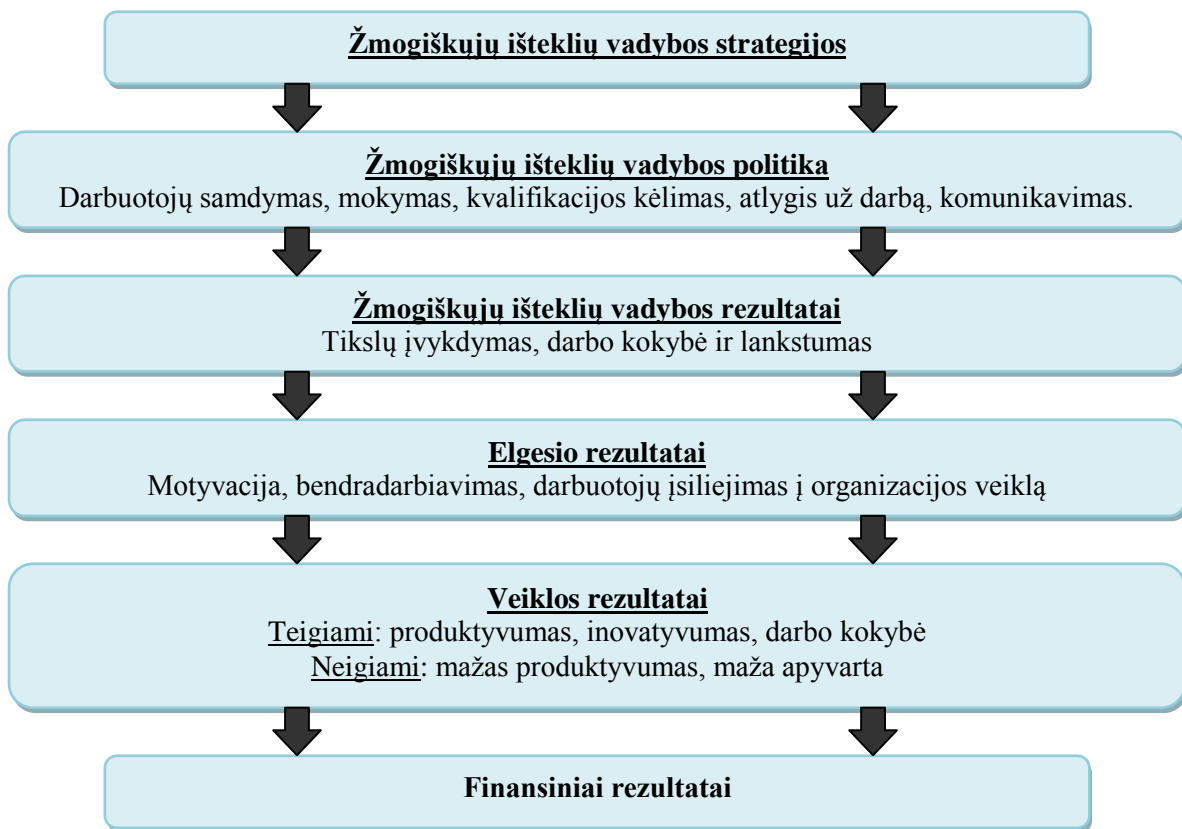 Žmogiškųjų išteklių vadybos strategijos
Žmogiškųjų išteklių vadybos politika
Darbuotojų samdymas, mokymas, kvalifikacijos kėlimas, atlygis už darbą, komunikavimas.
Žmogiškųjų išteklių vadybos rezultatai
Tikslų įvykdymas, darbo kokybė ir lankstumas
Elgesio rezultatai
Motyvacija, bendradarbiavimas, darbuotojų įsiliejimas į organizacijos veiklą
Veiklos rezultatai
Teigiami: produktyvumas, inovatyvumas, darbo kokybė
Neigiami: mažas produktyvumas, maža apyvarta
Finansiniai rezultatai